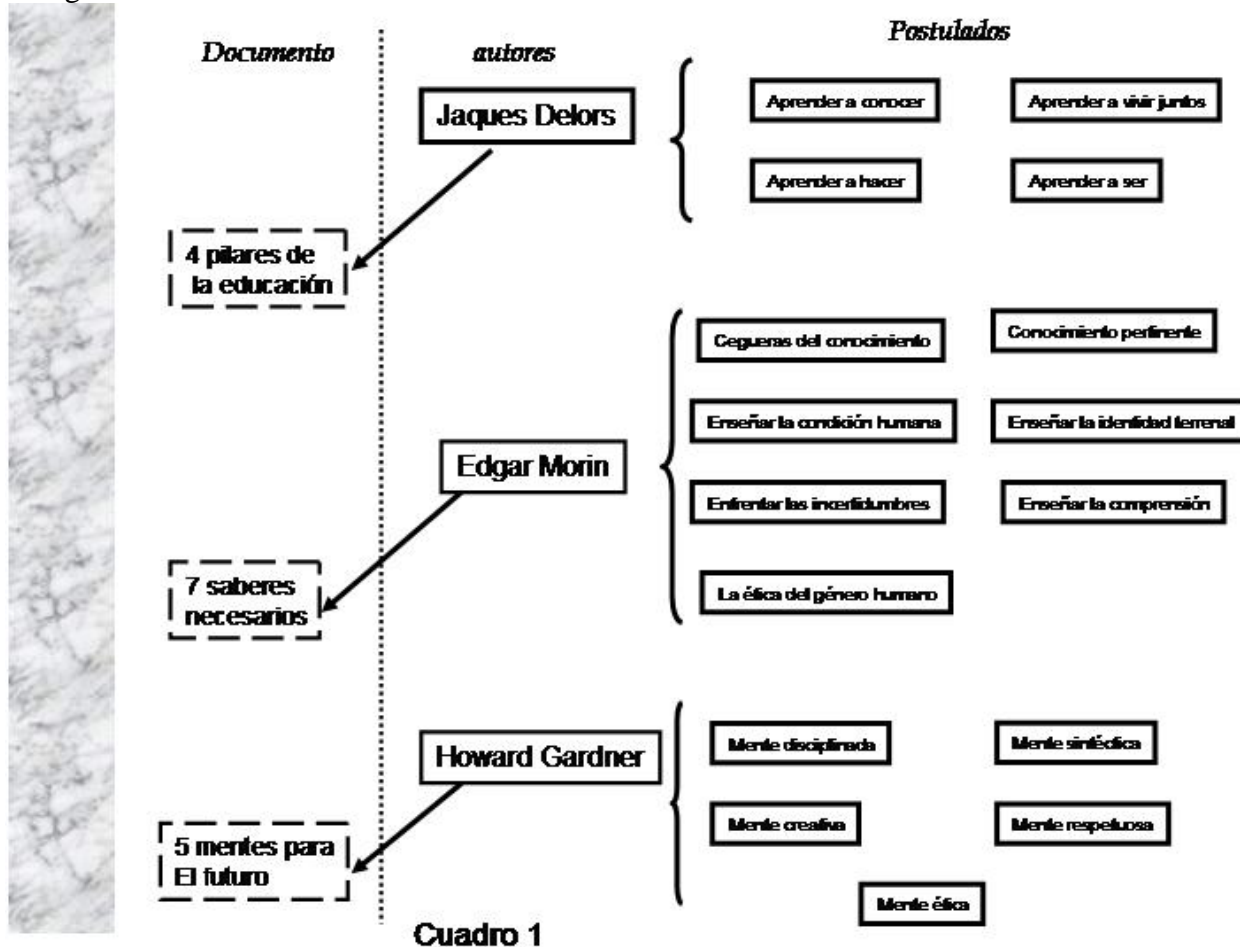 Documento
autores
Postulados
Jaques Delors
Aprender a conocer
Aprender a vivir juntos
Aprender a hacer
Aprender a ser
4 pilares de
la educación
Edgar Morin
Cegueras del conocimiento
Conocimiento pertinente
Enseñar la condición humana
Enseñar la identidad terrenal
Enfrentar las incertidumbres
Enseñar la comprensión
La ética del género humano
7 saberes
necesarios
Howard Gardner
Mente disciplinada
Mente sintéctica
Mente creativa
Mente respetuosa
Mente ética
5 mentes para
El futuro
Cuadro 1